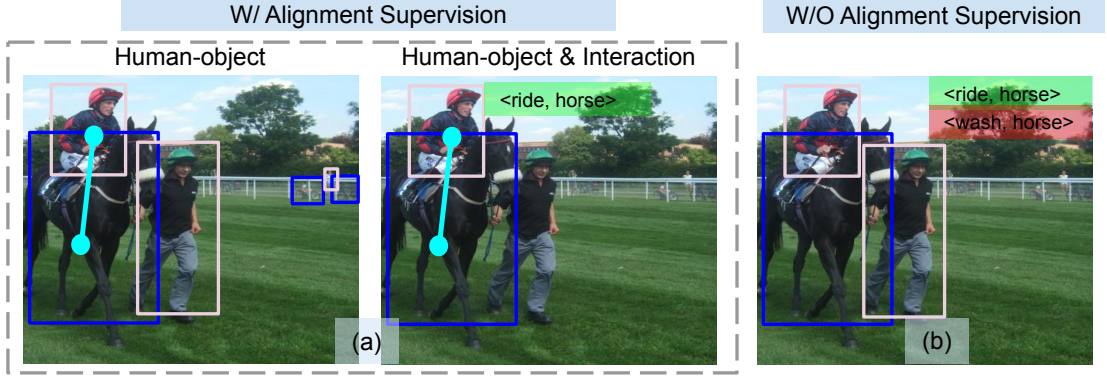 W/ Alignment Supervision
W/O Alignment Supervision
Human-object
Human-object & Interaction
<ride, horse>
<ride, horse>
<wash, horse>
(a)
(b)